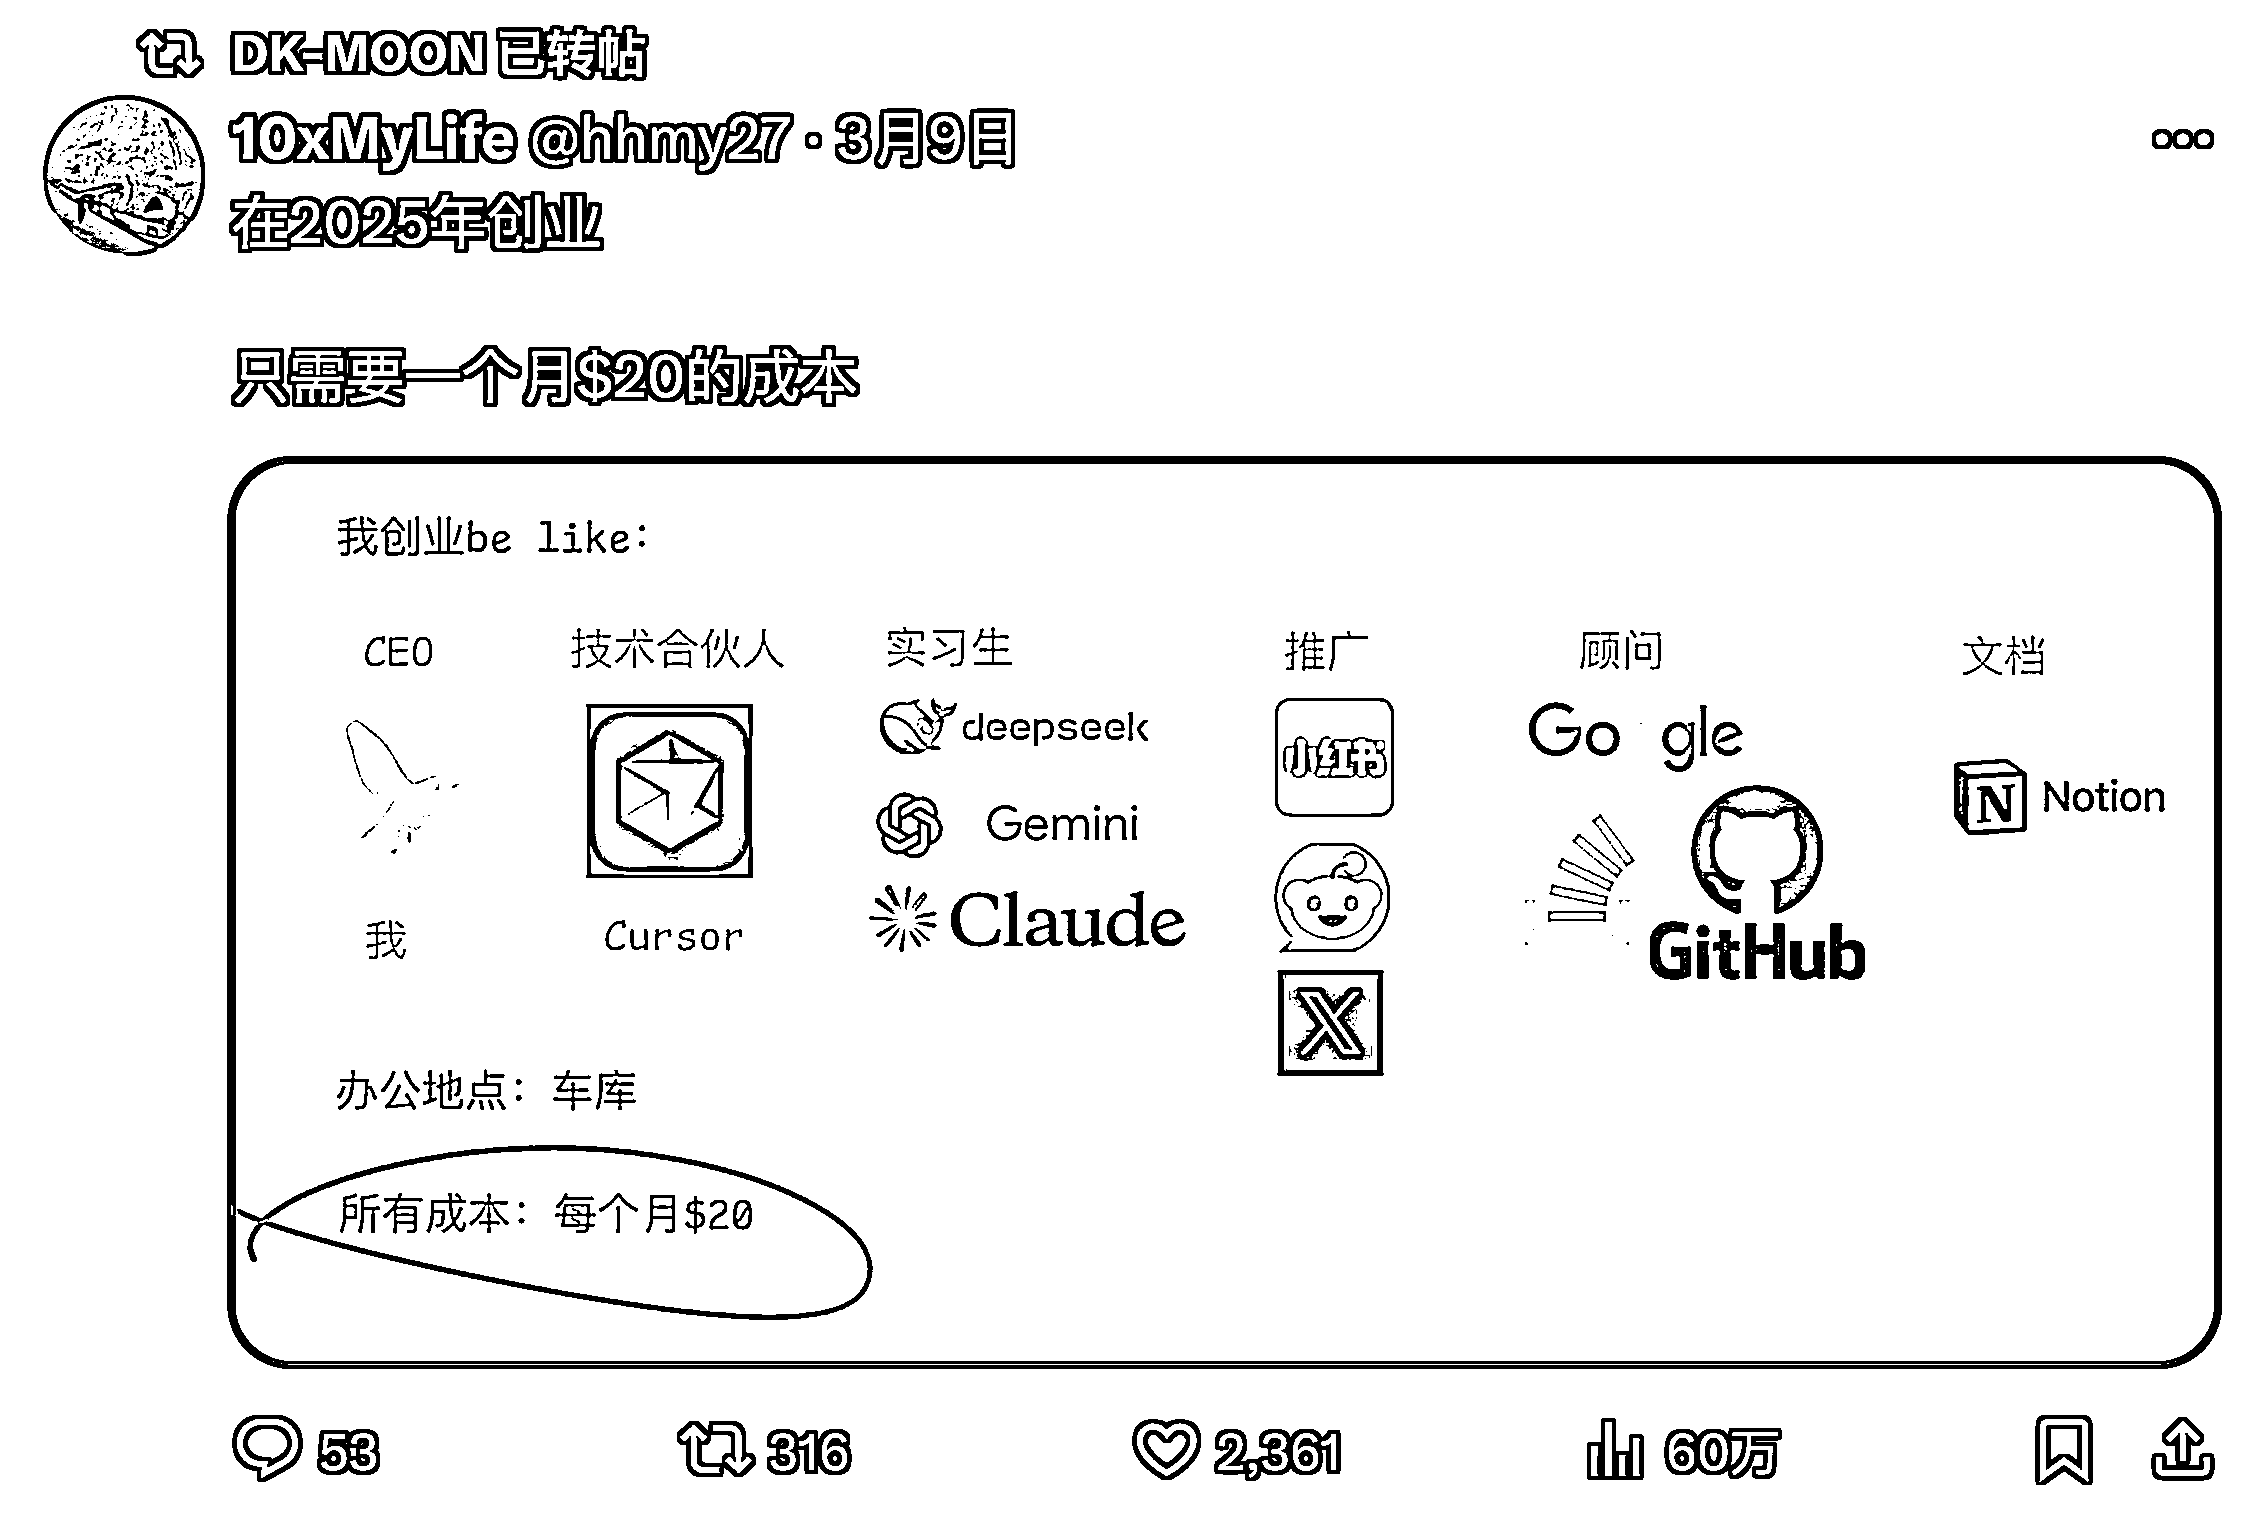 DK-MOON 已转帖
10xMyLife @hhmy27 · 3月9日
在2025年创业
只需要一个月$20的成本
我创业be like:
CEO 技术合伙人 实习生 推广 顾问 文档
deepseek
Gemini
Claude
小红书
Go gle
GitHub
Notion
我 Cursor
办公地点：车库
所有成本：每个月$20
53 316 2,361 60万